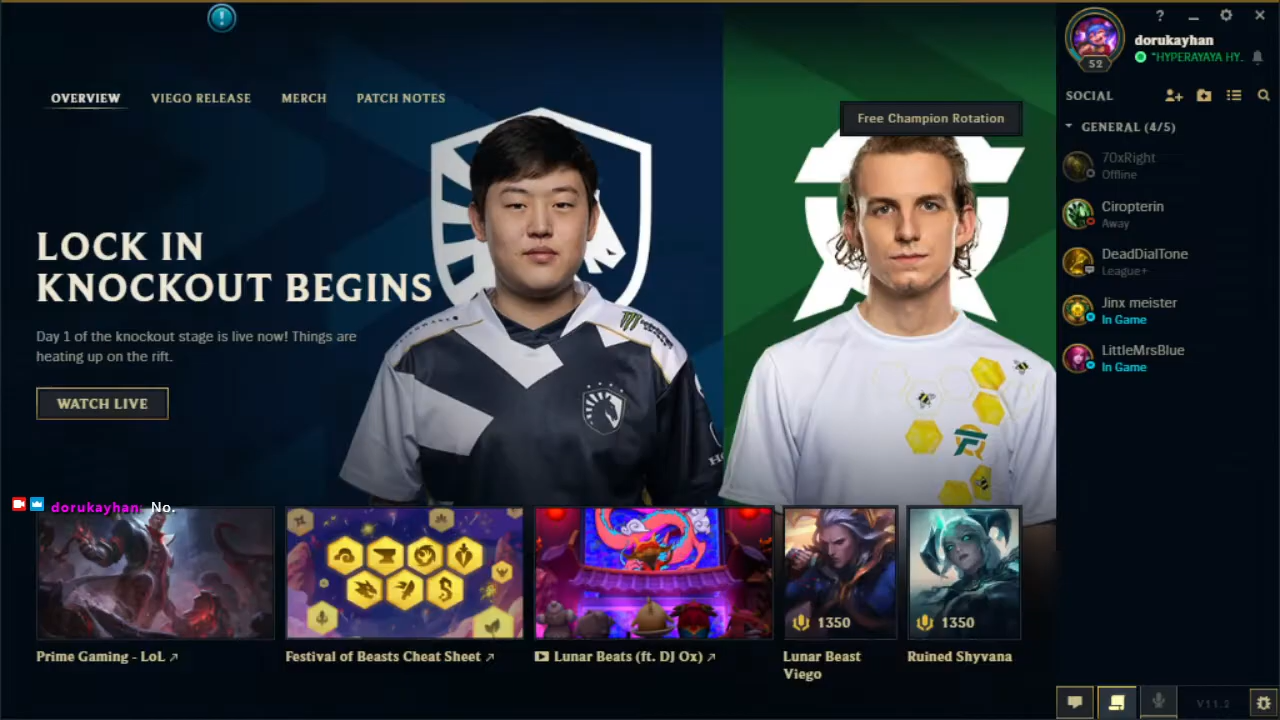 ?
dorukayhan
52
"HYPERAYAYA HY.
OVERVIEW
VIEGO RELEASE
MERCH
PATCH NOTES
SOCIAL
Free Champion Rotation
GENERAL (4/5)
70xRight
Offline
Ciropterin
Away
DeadDialTone
League+
Jinx meister
In Game
LittleMrsBlue
In Game
LOCK IN
KNOCKOUT BEGINS
Day 1 of the knockout stage is live now! Things are
heating up on the rift.
WATCH LIVE
dorukayhan: No.
1350
1350
Prime Gaming - LoL
Festival of Beasts Cheat Sheet
Lunar Beats (ft. DJ Ox)
Lunar Beast
Viego
Ruined Shyvana
V11.2